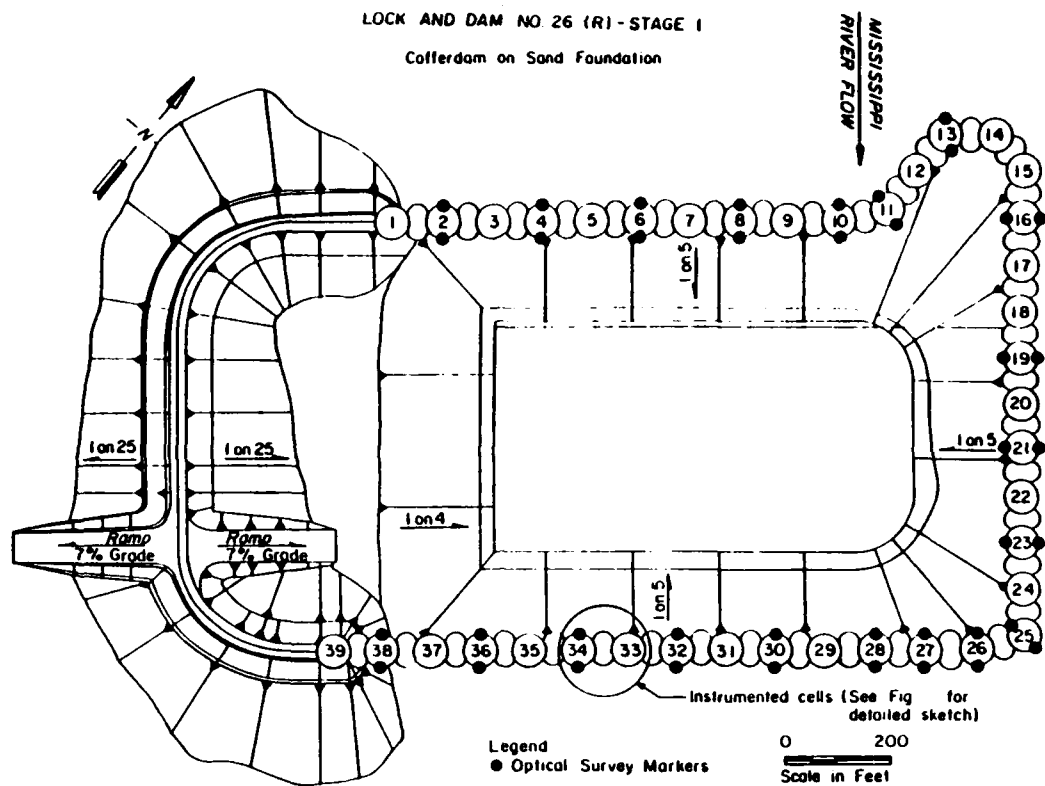 LOCK AND DAM NO. 26 (R) - STAGE 1
Cofferdam on Sand Foundation
MISSISSIPPI
RIVER FLOW
N
13
14
12
15
11
1
2
3
4
5
6
7
8
9
10
16
1 on 5
17
18
19
20
1 on 25
1 on 25
1 on 5
21
22
1 on 4
Ramp
7% Grade
Ramp
7% Grade
23
1 on 5
24
25
39
38
37
36
35
34
33
32
31
30
29
28
27
26
Instrumented cells (See Fig for
detailed sketch)
Legend
● Optical Survey Markers
0 200
Scale in Feet